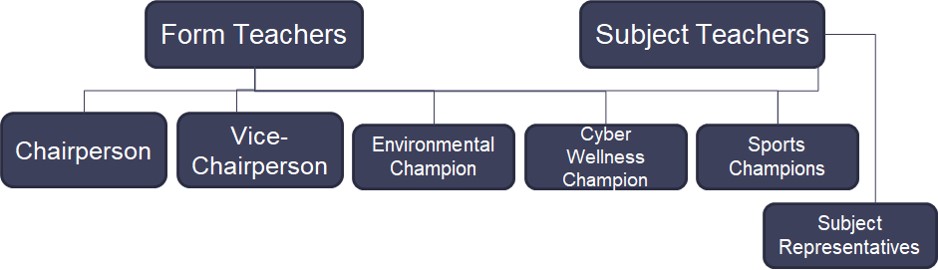 Form Teachers
Subject Teachers
Chairperson
Vice-
Chairperson
Environmental
Champion
Cyber
Wellness
Champion
Sports
Champions
Subject
Representatives